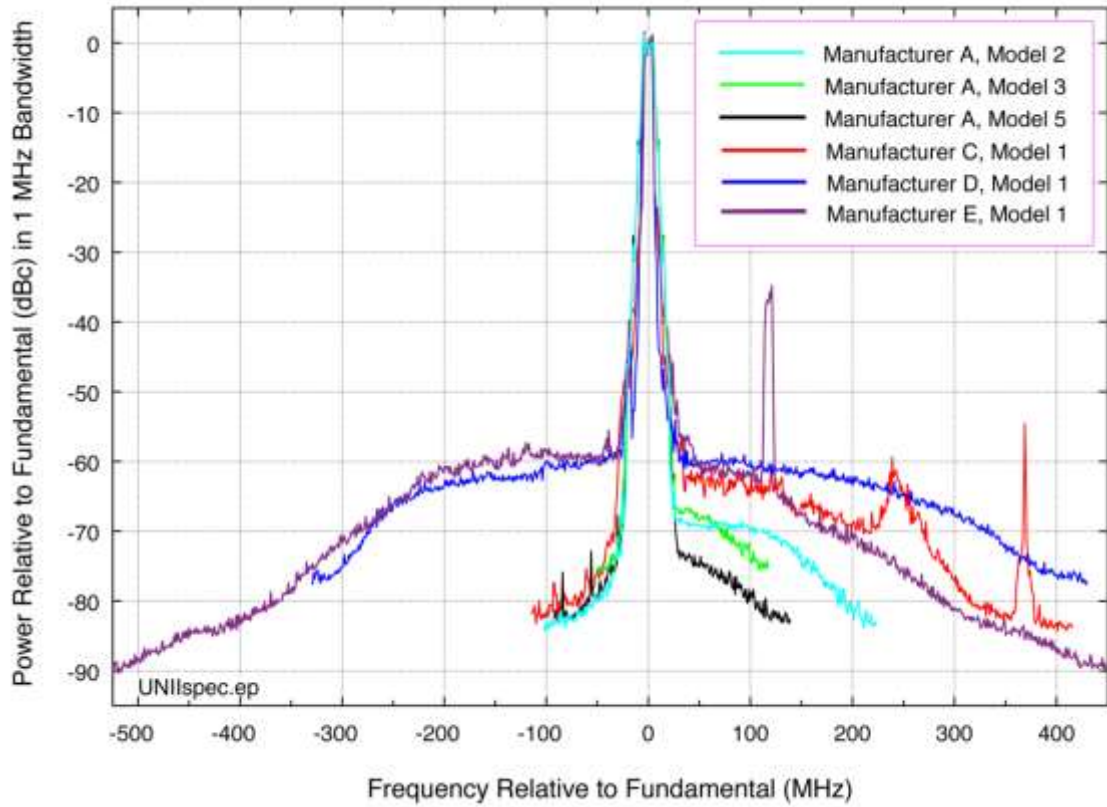 Power Relative to Fundamental (dBc) in 1 MHz Bandwidth
0
-10
-20
-30
-40
-50
-60
-70
-80
-90
Manufacturer A, Model 2
Manufacturer A, Model 3
Manufacturer A, Model 5
Manufacturer C, Model 1
Manufacturer D, Model 1
Manufacturer E, Model 1
UNIIspec.ep
-500 -400 -300 -200 -100 0 100 200 300 400
Frequency Relative to Fundamental (MHz)